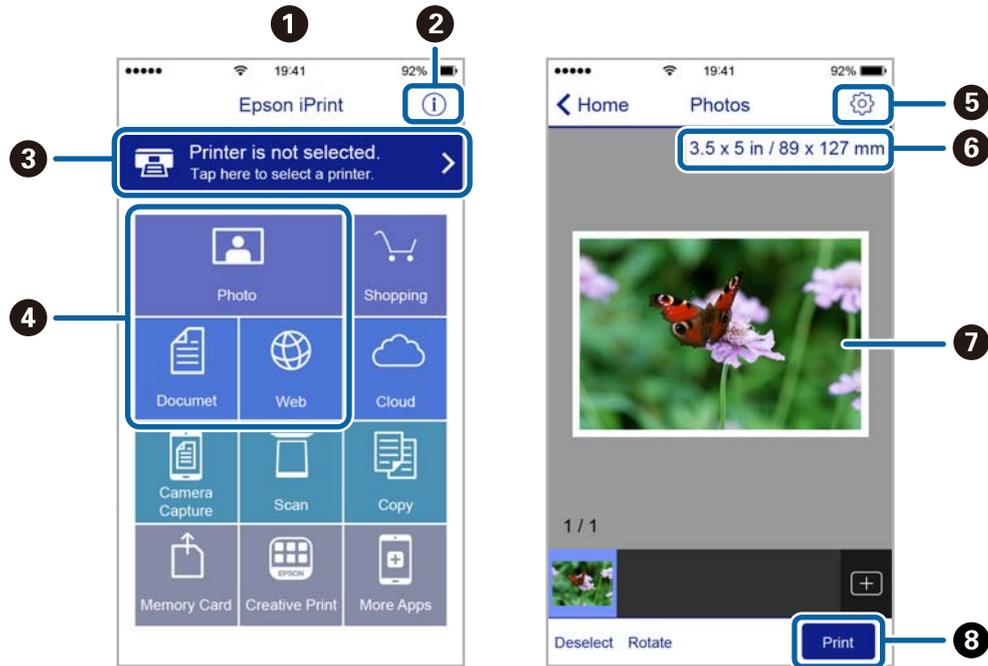 1
2
19:41
92%
Epson iPrint
i
3
Printer is not selected.
Tap here to select a printer.
4
Photo
Shopping
Documet
Web
Cloud
Camera
Capture
Scan
Copy
EPSON
Memory Card
Creative Print
More Apps
19:41
92%
Home
Photos
5
6
3.5 x 5 in / 89 x 127 mm
7
1 / 1
Deselect
Rotate
Print
8